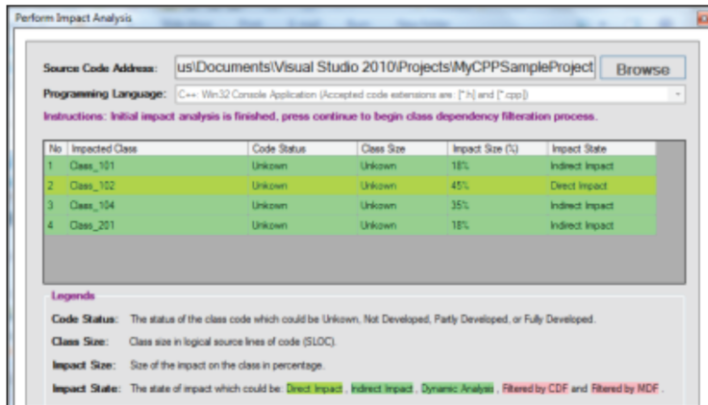 Perform Impact Analysis
Source Code Address: us\Documents\Visual Studio 2010\Projects\MyCPPSampleProject Browse
Programming Language: C++: Win32 Console Application (Accepted code extensions are: [*.h] and [*.cpp])
Instructions: Initial impact analysis is finished, press continue to begin class dependency filteration process.
No Impacted Class Code Status Class Size Impact Size (%) Impact State
1 Class_101 Unkown Unkown 18% Indirect Impact
2 Class_102 Unkown Unkown 45% Direct Impact
3 Class_104 Unkown Unkown 35% Indirect Impact
4 Class_201 Unkown Unkown 18% Indirect Impact
Legends
Code Status: The status of the class code which could be Unkown, Not Developed, Partly Developed, or Fully Developed.
Class Size: Class size in logical source lines of code (SLOC).
Impact Size: Size of the impact on the class in percentage.
Impact State: The state of impact which could be: Direct Impact , Indirect Impact , Dynamic Analysis , Filtered by CDF and Filtered by MDF .